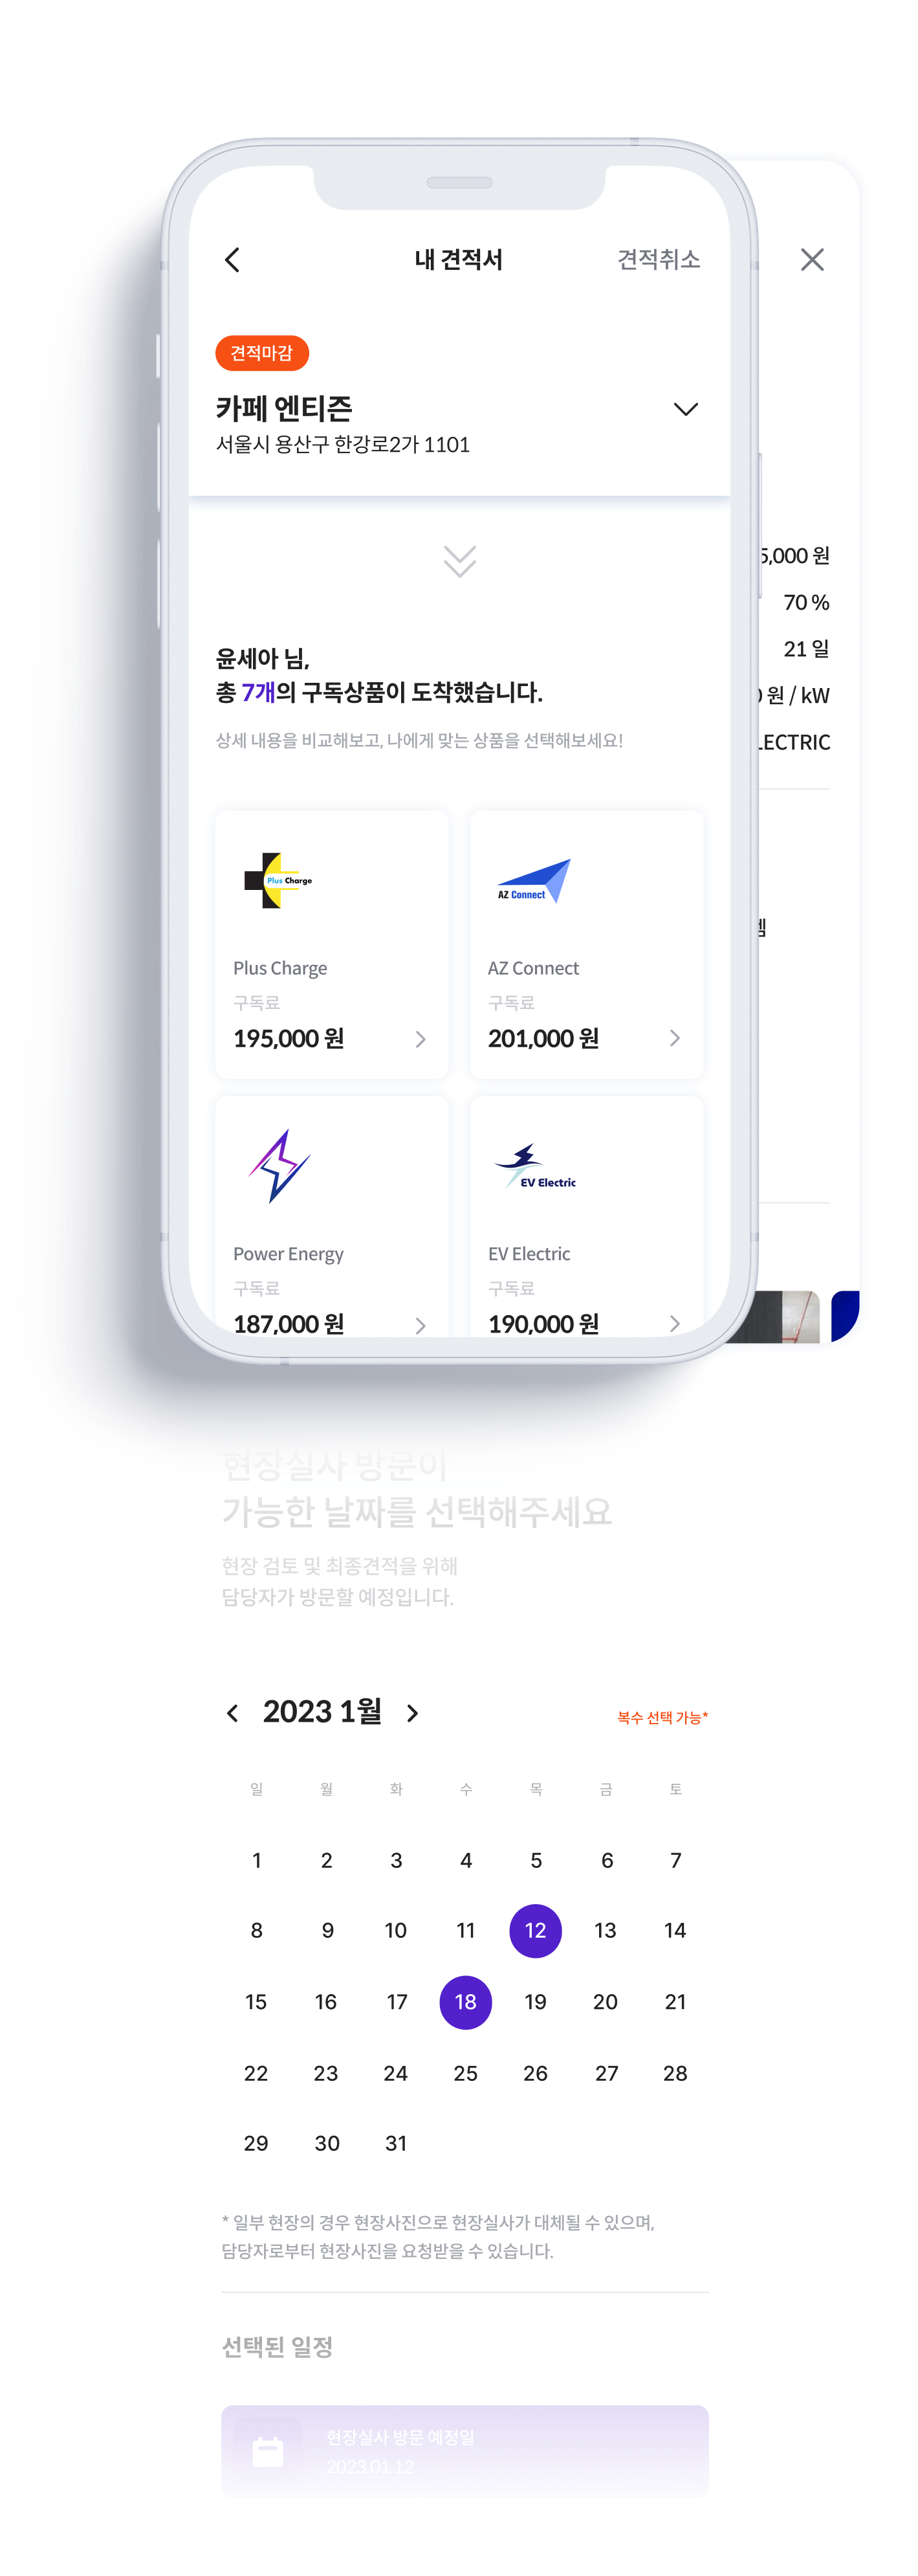 내 견적서
견적취소
견적마감
카페 엔티즌
서울시 용산구 한강로2가 1101
윤세아 님,
총 7개의 구독상품이 도착했습니다.
상세 내용을 비교해보고, 나에게 맞는 상품을 선택해보세요!
5,000 원
70 %
21 일
원 / kW
LECTRIC
Plus Charge
AZ Connect
Plus Charge
구독료
195,000 원
AZ Connect
구독료
201,000 원
EV Electric
Power Energy
구독료
187,000 원
EV Electric
구독료
190,000 원
현장실사 방문이
가능한 날짜를 선택해주세요
현장 검토 및 최종견적을 위해
담당자가 방문할 예정입니다.
2023 1월
복수 선택 가능*
일 월 화 수 목 금 토
1 2 3 4 5 6 7
8 9 10 11 12 13 14
15 16 17 18 19 20 21
22 23 24 25 26 27 28
29 30 31
* 일부 현장의 경우 현장사진으로 현장실사가 대체될 수 있으며,
담당자로부터 현장사진을 요청받을 수 있습니다.
선택된 일정
현장실사 방문 예정일
2023.01.12